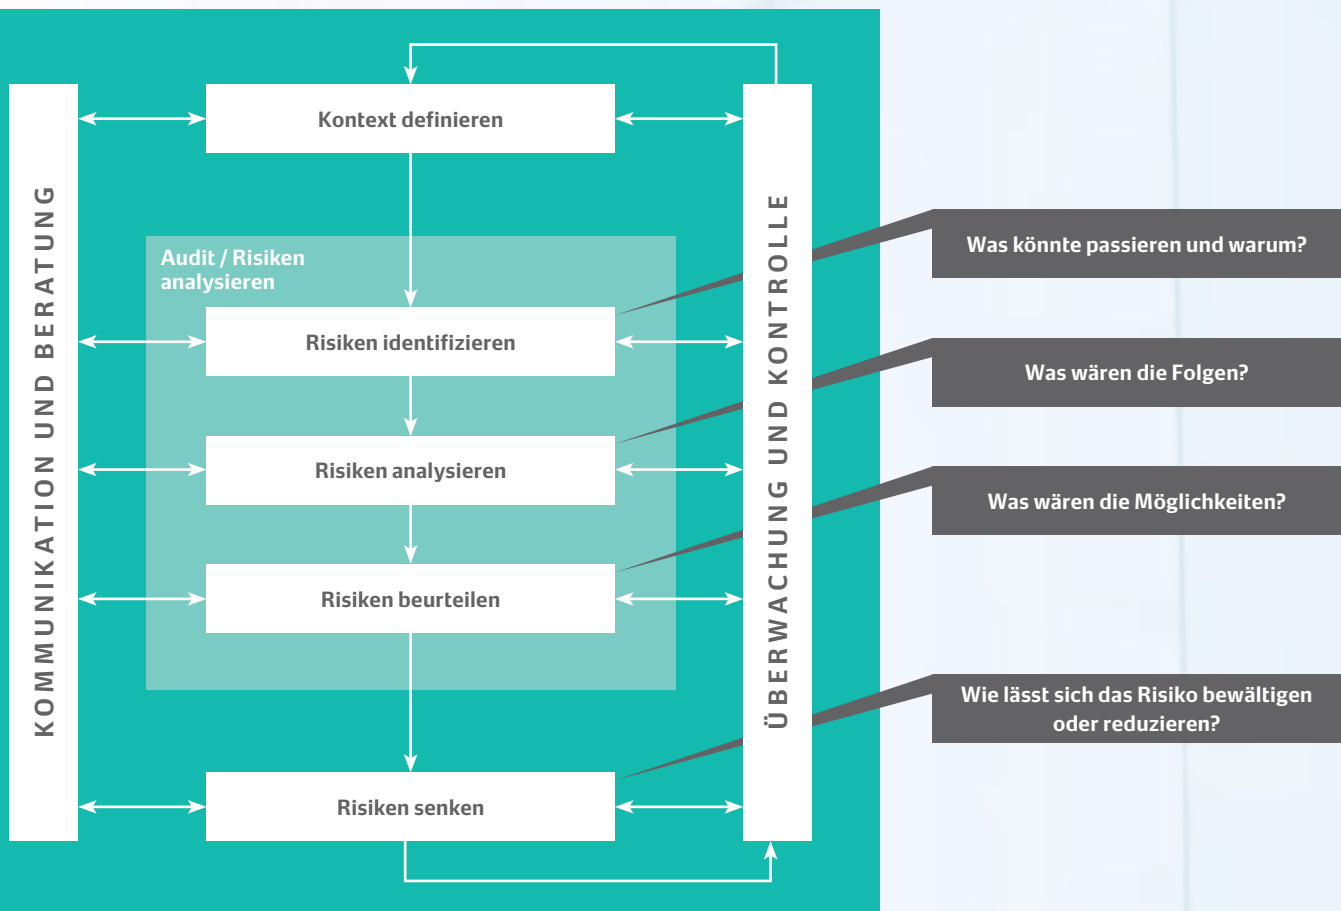 KOMMUNIKATION UND BERATUNG
Kontext definieren
Audit / Risiken
analysieren
Risiken identifizieren
Risiken analysieren
Risiken beurteilen
Risiken senken
ÜBERWACHUNG UND KONTROLLE
Was könnte passieren und warum?
Was wären die Folgen?
Was wären die Möglichkeiten?
Wie lässt sich das Risiko bewältigen
oder reduzieren?